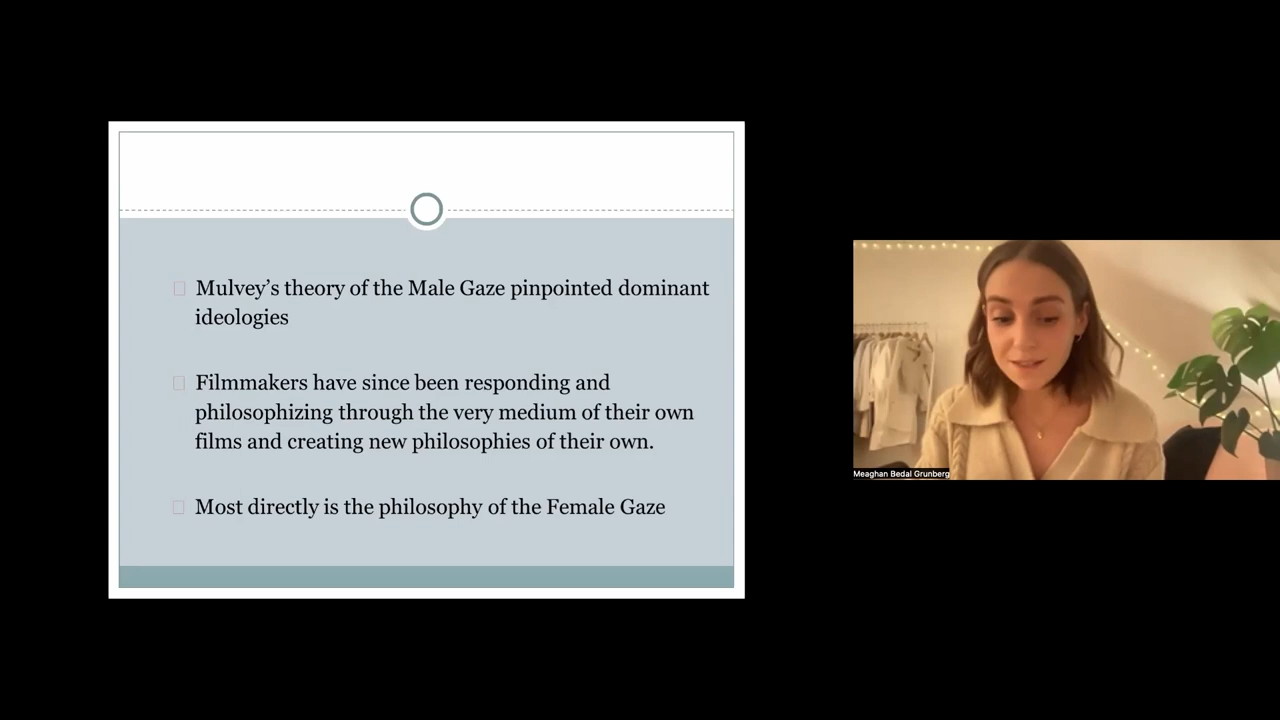 Mulvey’s theory of the Male Gaze pinpointed dominant
ideologies
Filmmakers have since been responding and
philosophizing through the very medium of their own
films and creating new philosophies of their own.
Most directly is the philosophy of the Female Gaze
Meaghan Bedal Grunberg